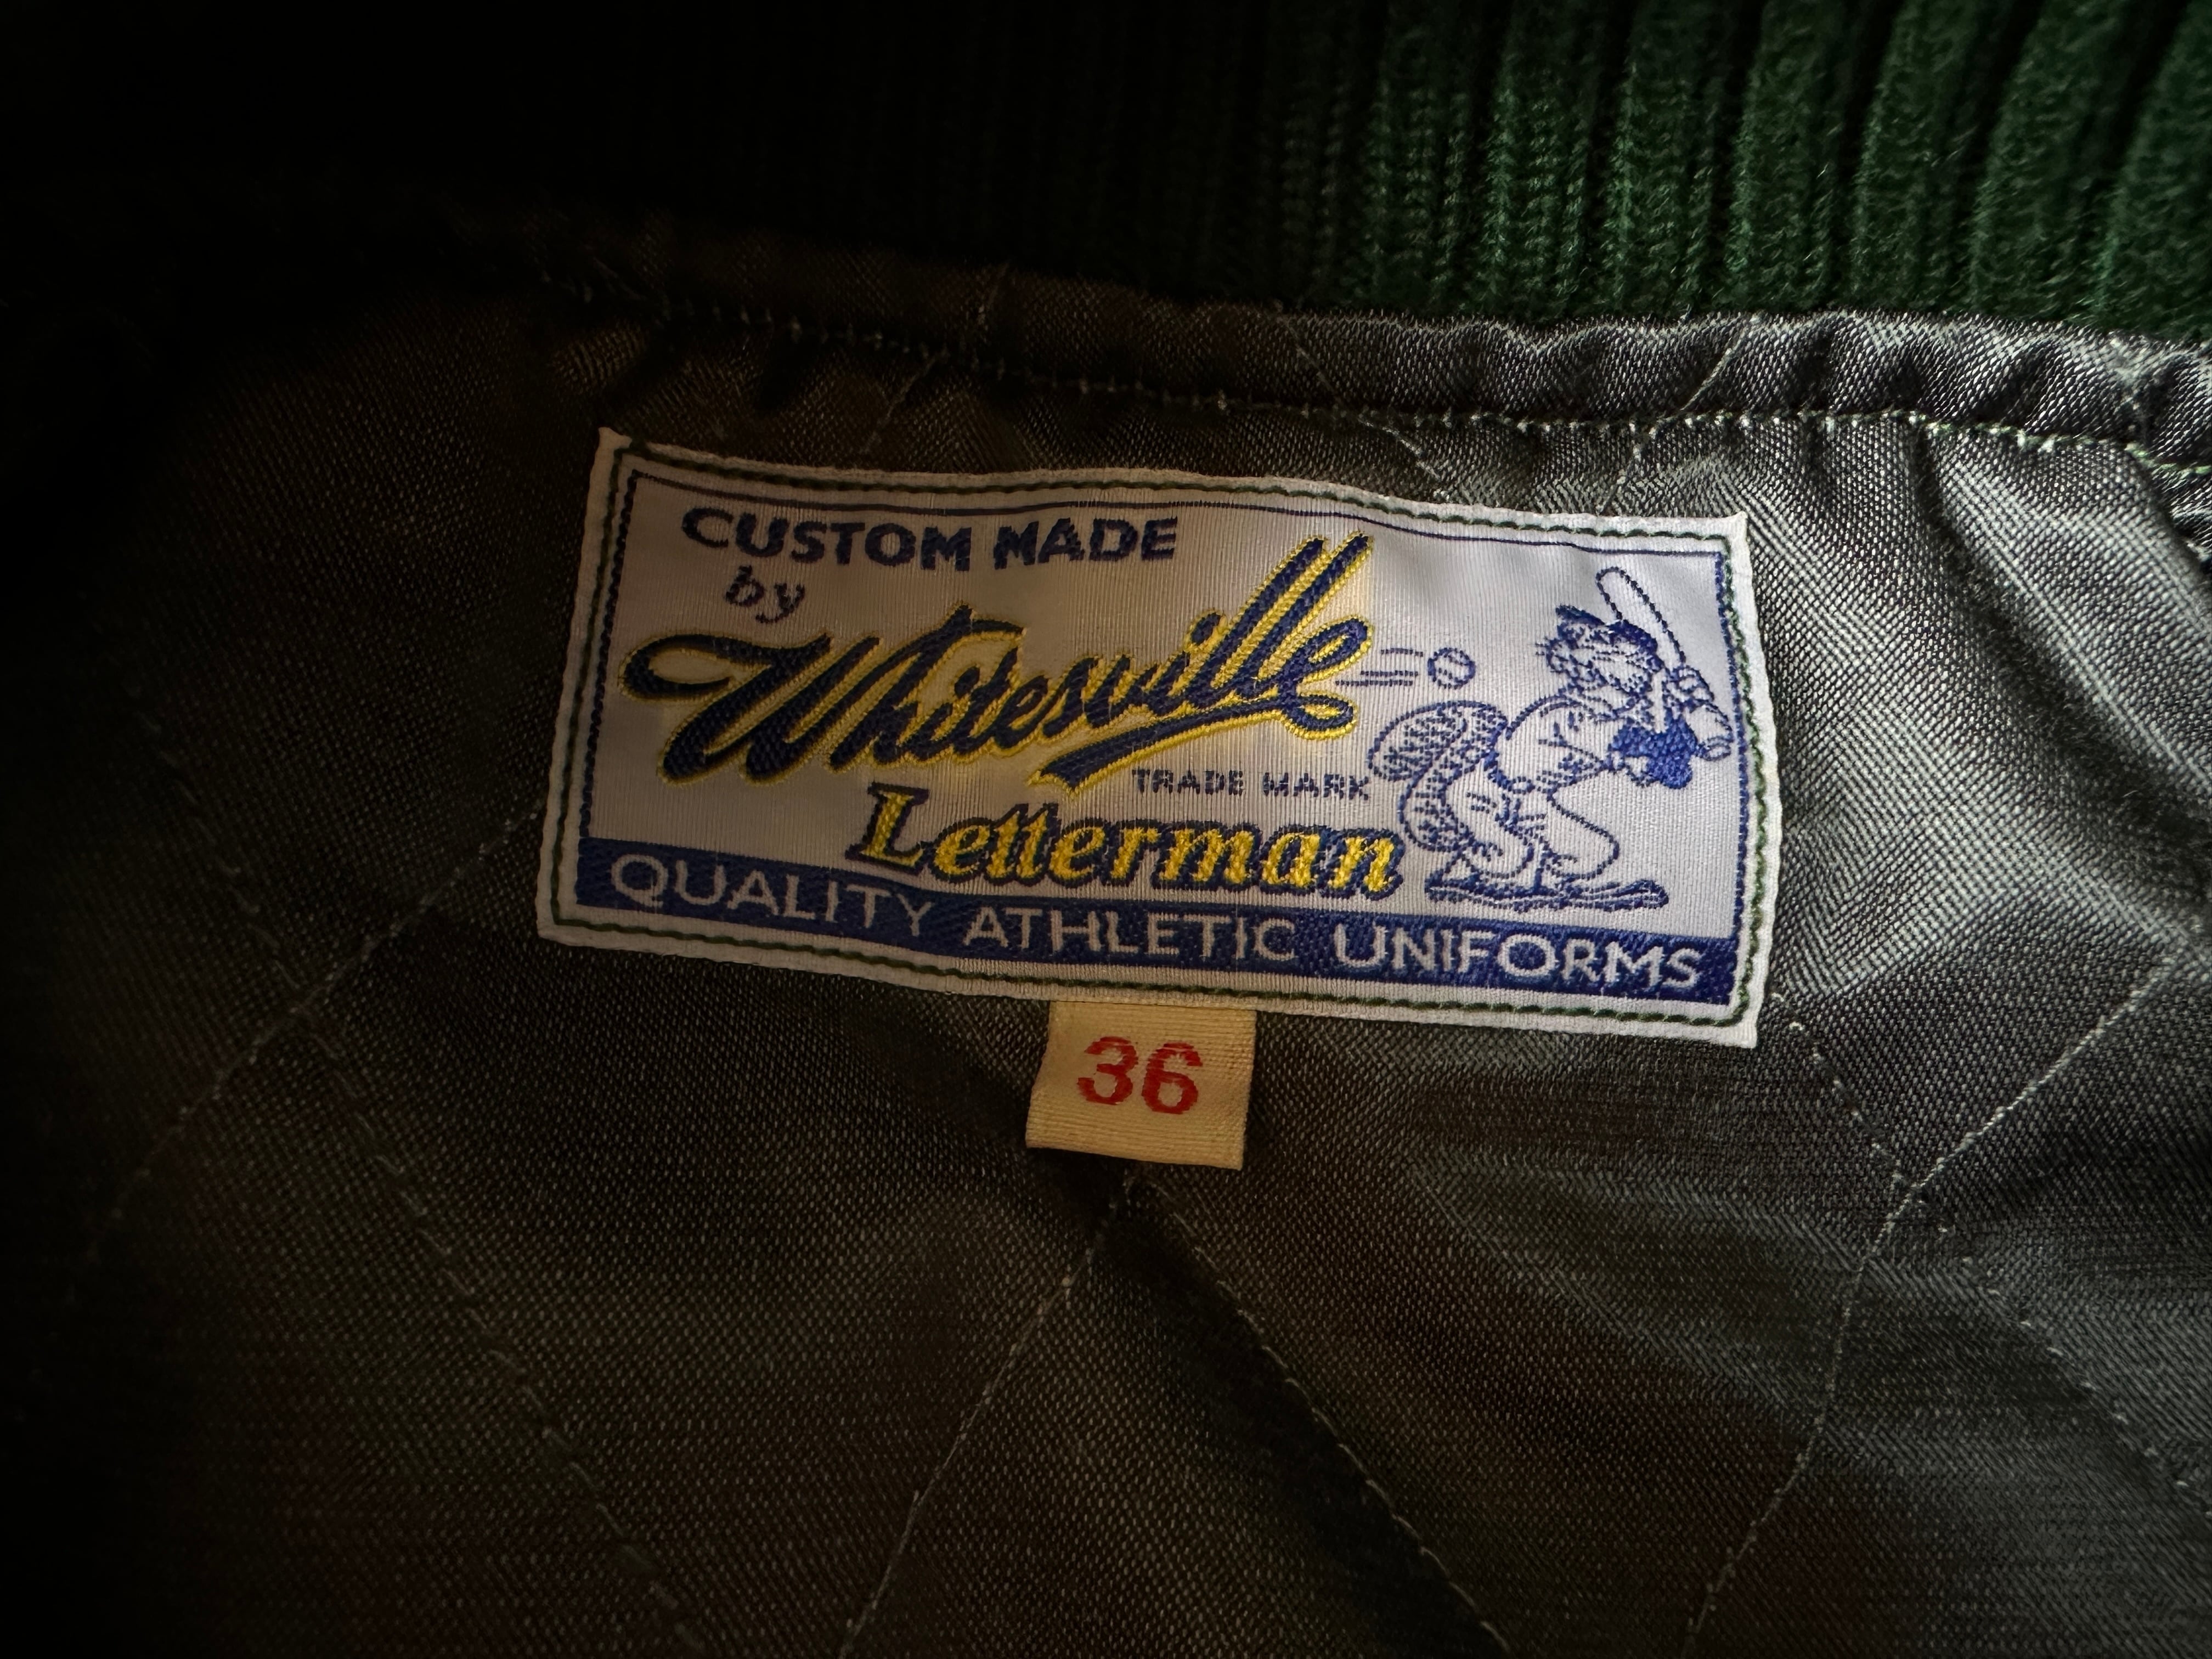 CUSTOM MADE
by
Whitesville
TRADE MARK
Letterman
QUALITY ATHLETIC UNIFORMS
36